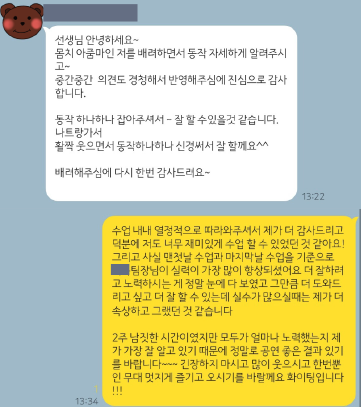 선생님 안녕하세요~
몸치 아줌마인 저를 배려하면서 동작 자세하게 알려주시
고~
중간중간 의견도 경청해서 반영해주심에 진심으로 감사
합니다.
동작 하나하나 잡아주셔서 ~ 잘 할 수있을것 같습니다.
나트랑가서
활짝 웃으면서 동작하나하나 신경써서 잘 할께요^^
배려해주심에 다시 한번 감사드려요~
13:22
수업 내내 열정적으로 따라와주셔서 제가 더 감사드리고
덕분에 저도 너무 재미있게 수업 할 수 있었던 것 같아요!
그리고 사실 맨첫날 수업과 마지막날 수업을 기준으로
팀장님이 실력이 가장 많이 향상되셨어요 더 잘하려
고 노력하시는 게 정말 눈에 다 보였고 그만큼 더 도와드
리고 싶고 더 잘 할 수 있는데 실수가 많으실때는 제가 더
속상하고 그랬던 것 같습니다
2주 남짓한 시간이였지만 모두가 얼마나 노력했는지 제
가 가장 잘 알고 있기 때문에 정말로 공연 좋은 결과 있기
를 바랍니다~~~ 긴장하지 마시고 많이 웃으시고 한번뿐
인 무대 멋지게 즐기고 오시기를 바랄께요 화이팅입니다
!!!
13:34